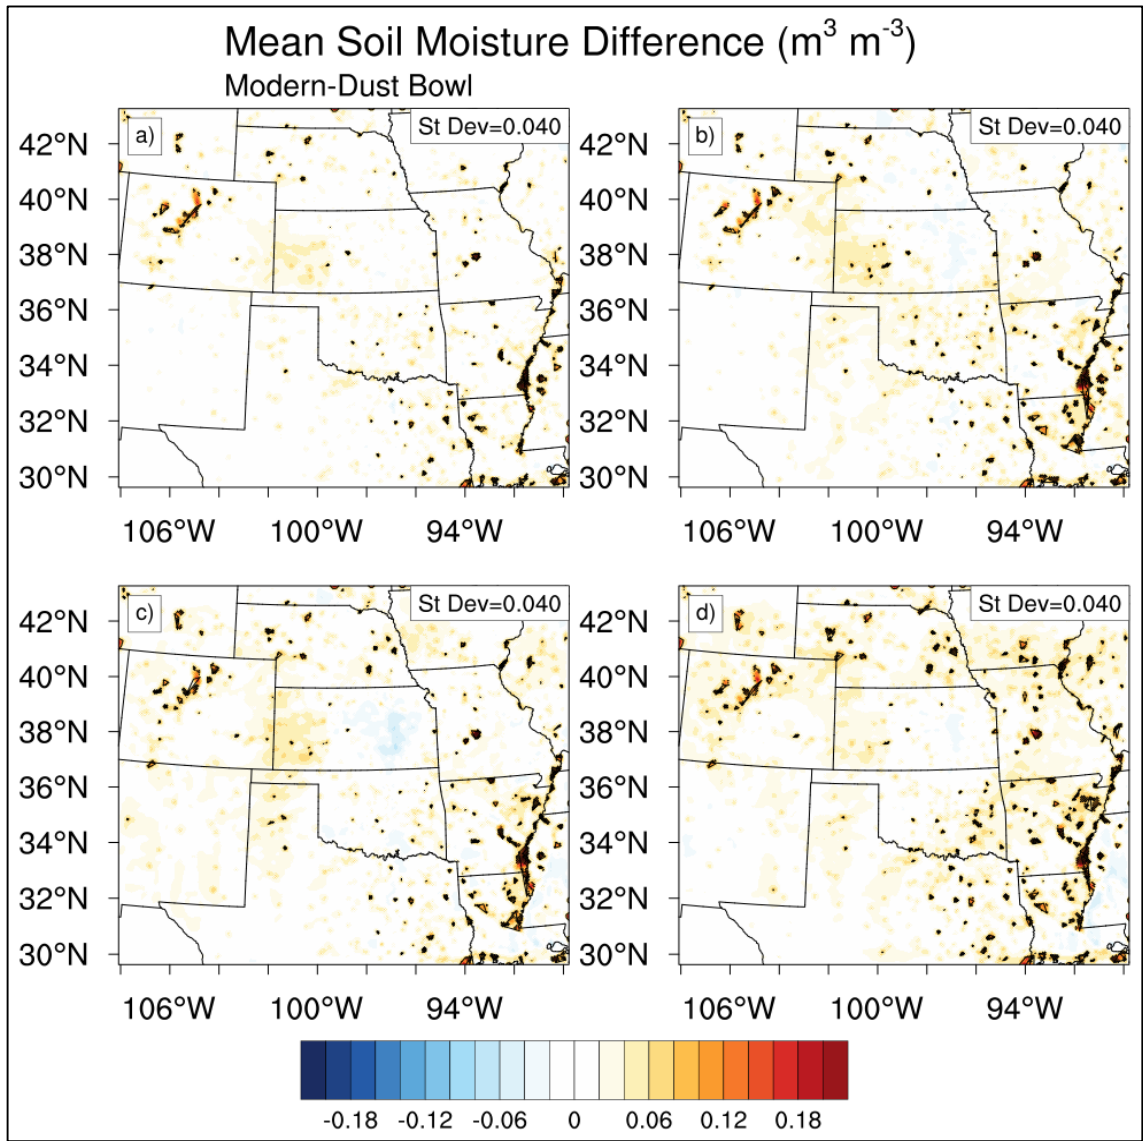 Mean Soil Moisture Difference (m³ m⁻³)
Modern-Dust Bowl
a)
St Dev=0.040
b)
St Dev=0.040
42°N
40°N
38°N
36°N
34°N
32°N
30°N
42°N
40°N
38°N
36°N
34°N
32°N
30°N
106°W 100°W 94°W
106°W 100°W 94°W
c)
St Dev=0.040
d)
St Dev=0.040
42°N
40°N
38°N
36°N
34°N
32°N
30°N
42°N
40°N
38°N
36°N
34°N
32°N
30°N
106°W 100°W 94°W
106°W 100°W 94°W
-0.18 -0.12 -0.06 0 0.06 0.12 0.18